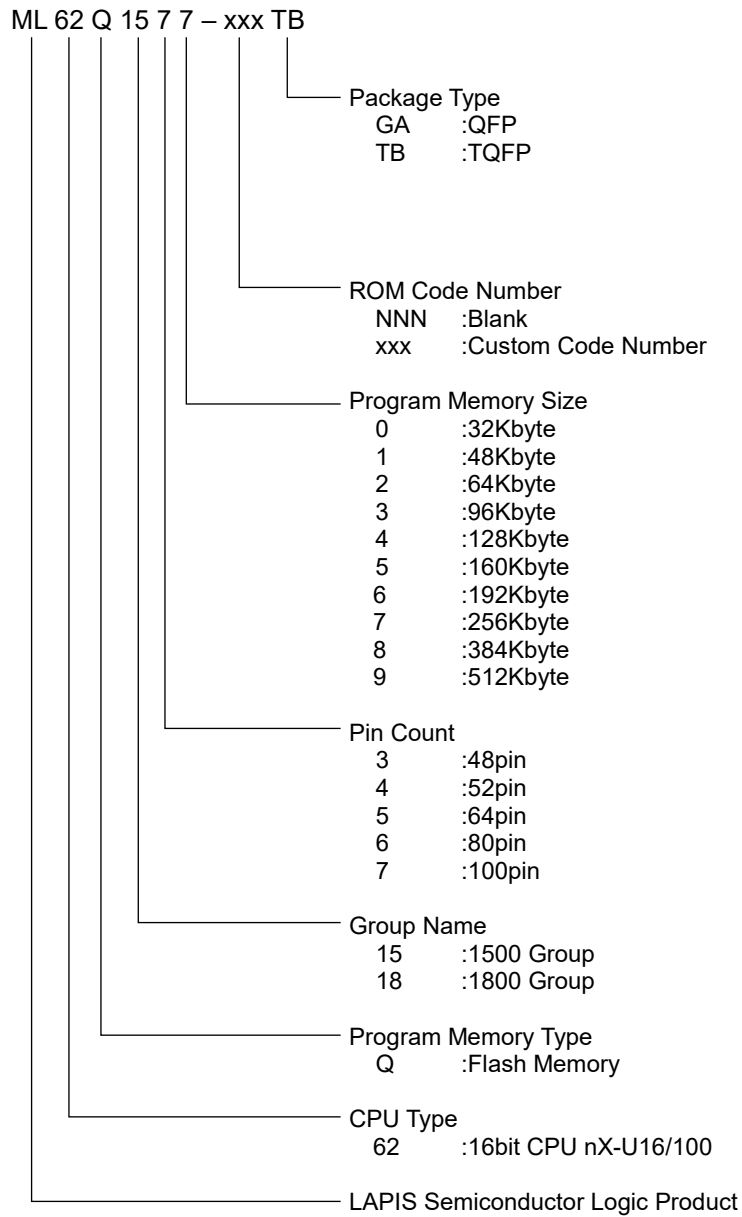 ML 62 Q 15 7 7 – xxx TB
Package Type
GA :QFP
TB :TQFP
ROM Code Number
NNN :Blank
xxx :Custom Code Number
Program Memory Size
0 :32Kbyte
1 :48Kbyte
2 :64Kbyte
3 :96Kbyte
4 :128Kbyte
5 :160Kbyte
6 :192Kbyte
7 :256Kbyte
8 :384Kbyte
9 :512Kbyte
Pin Count
3 :48pin
4 :52pin
5 :64pin
6 :80pin
7 :100pin
Group Name
15 :1500 Group
18 :1800 Group
Program Memory Type
Q :Flash Memory
CPU Type
62 :16bit CPU nX-U16/100
LAPIS Semiconductor Logic Product